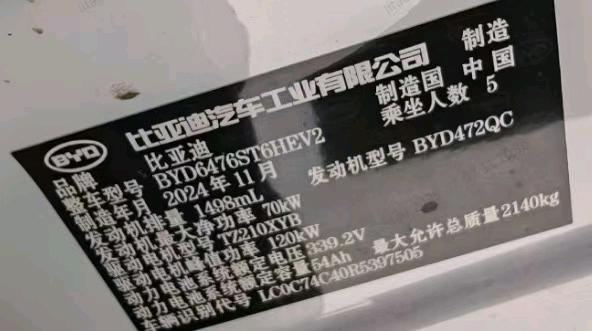 BYD 比亚迪汽车工业有限公司 制造
品牌 比亚迪 制造国 中国
整车型号 BYD6476ST6HEV2 乘坐人数 5
制造年月 2024年11月
发动机排量 1498mL 发动机型号 BYD472QC
发动机最大净功率 70kW
驱动电机型号 TZ210XYB
驱动电机峰值功率 120kW
动力电池系统额定电压 339.2V
动力电池系统额定容量 54Ah 最大允许总质量 2140kg
车辆识别代号 LC0C74C40R5397505